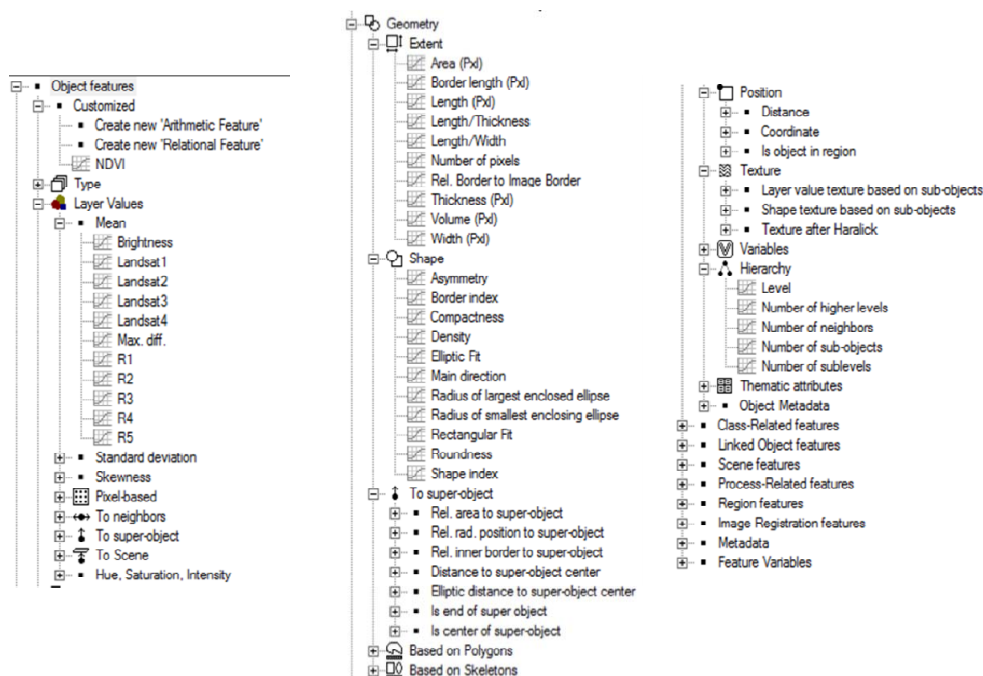 Object features
Customized
Create new 'Arithmetic Feature'
Create new 'Relational Feature'
NDVI
Type
Layer Values
Mean
Brightness
Landsat1
Landsat2
Landsat3
Landsat4
Max. diff.
R1
R2
R3
R4
R5
Standard deviation
Skewness
Pixel-based
To neighbors
To super-object
To Scene
Hue, Saturation, Intensity
Geometry
Extent
Area (Pxl)
Border length (Pxl)
Length (Pxl)
Length/Thickness
Length/Width
Number of pixels
Rel. Border to Image Border
Thickness (Pxl)
Volume (Pxl)
Width (Pxl)
Shape
Asymmetry
Border index
Compactness
Density
Elliptic Fit
Main direction
Radius of largest enclosed ellipse
Radius of smallest enclosing ellipse
Rectangular Fit
Roundness
Shape index
To super-object
Rel. area to super-object
Rel. rad. position to super-object
Rel. inner border to super-object
Distance to super-object center
Elliptic distance to super-object center
Is end of super object
Is center of super-object
Based on Polygons
Based on Skeletons
Position
Distance
Coordinate
Is object in region
Texture
Layer value texture based on sub-objects
Shape texture based on sub-objects
Texture after Haralick
Variables
Hierarchy
Level
Number of higher levels
Number of neighbors
Number of sub-objects
Number of sublevels
Thematic attributes
Object Metadata
Class-Related features
Linked Object features
Scene features
Process-Related features
Region features
Image Registration features
Metadata
Feature Variables